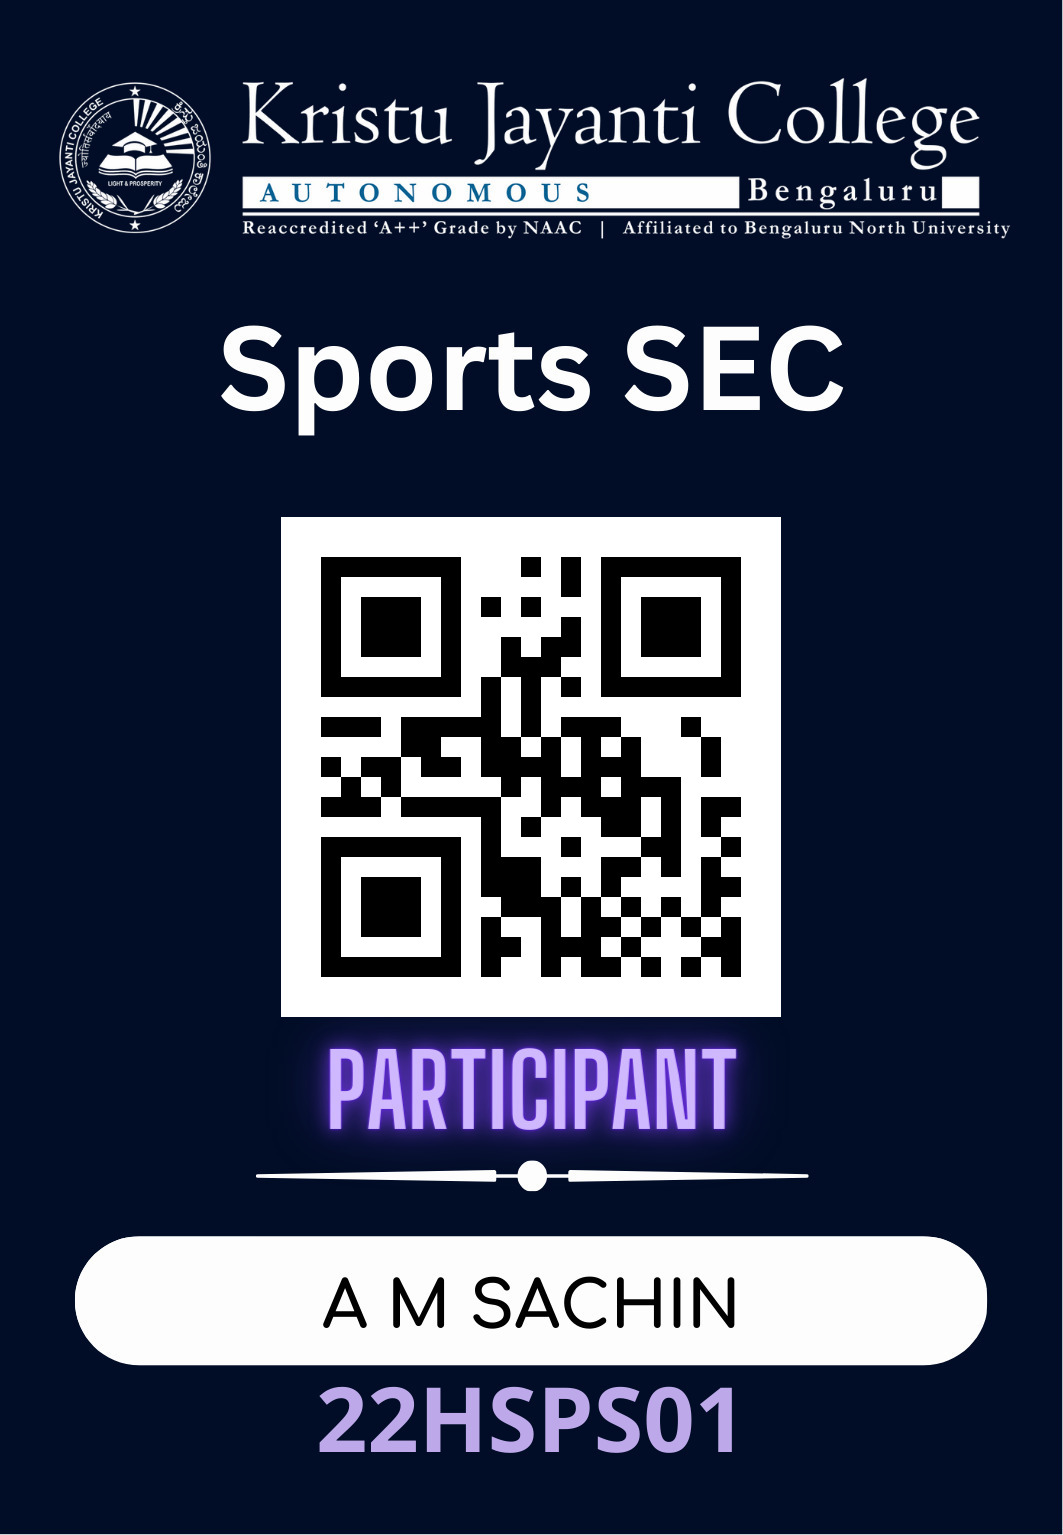 Kristu Jayanti College
AUTONOMOUS Bengaluru
Reaccredited ‘A++’ Grade by NAAC | Affiliated to Bengaluru North University
KRISTU JAYANTI COLLEGE
LIGHT & PROSPERITY
Sports SEC
PARTICIPANT
A M SACHIN
22HSPS01